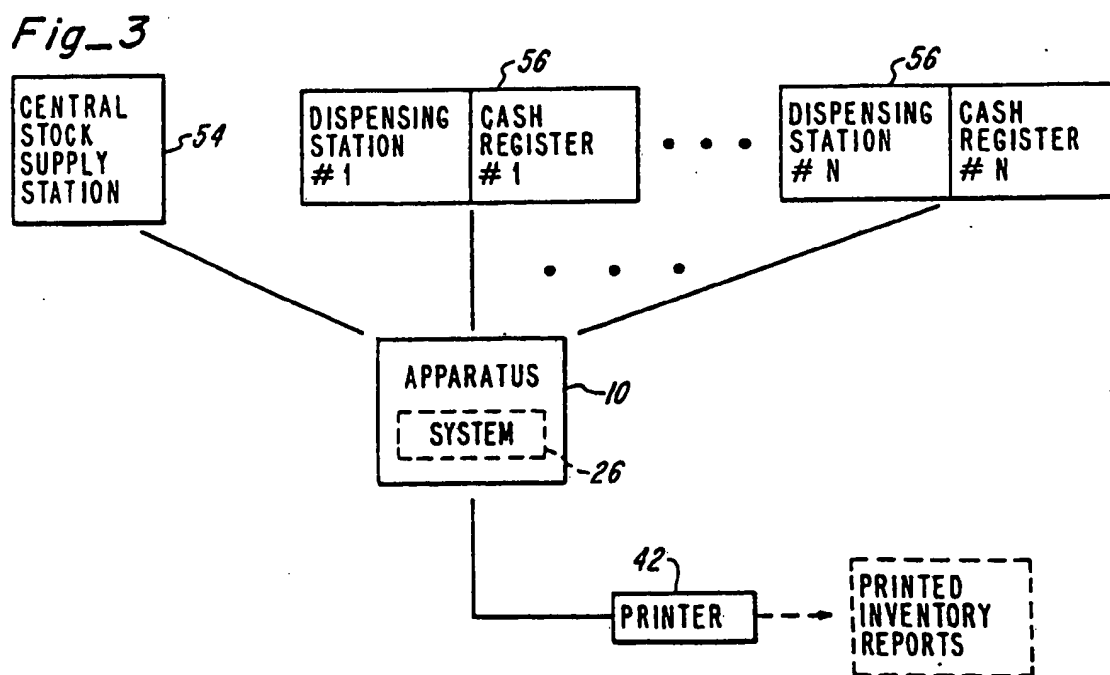 Fig_3
CENTRAL
STOCK
SUPPLY
STATION
54
56
DISPENSING
STATION
# 1
CASH
REGISTER
# 1
56
DISPENSING
STATION
# N
CASH
REGISTER
# N
APPARATUS
10
SYSTEM
26
42
PRINTER
PRINTED
INVENTORY
REPORTS